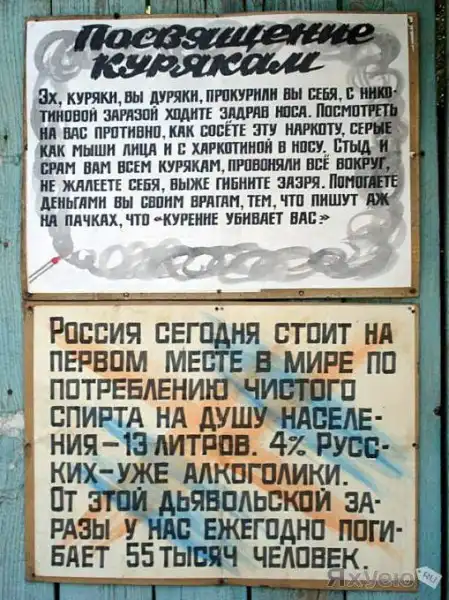 Посвящение
курякам
Эх, куряки, вы дуряки, прокурили вы себя, с нико-
тиновой заразой ходите задрав носа. Посмотреть
на вас противно, как сосёте эту наркоту, серые
как мыши лица и с харкотиной в носу. Стыд и
срам вам всем курякам, провоняли всё вокруг,
не жалеете себя, выже гибните зазря. Помогаете
деньгами вы своим врагам, тем, что пишут аж
на пачках, что «курение убивает вас»
Россия сегодня стоит на
первом месте в мире по
потреблению чистого
спирта на душу населе-
ния – 13 литров. 4% Русс-
ких – уже алкоголики.
От этой дьявольской за-
разы у нас ежегодно поги-
бает 55 тысяч человек.
ЯХуею
.RU